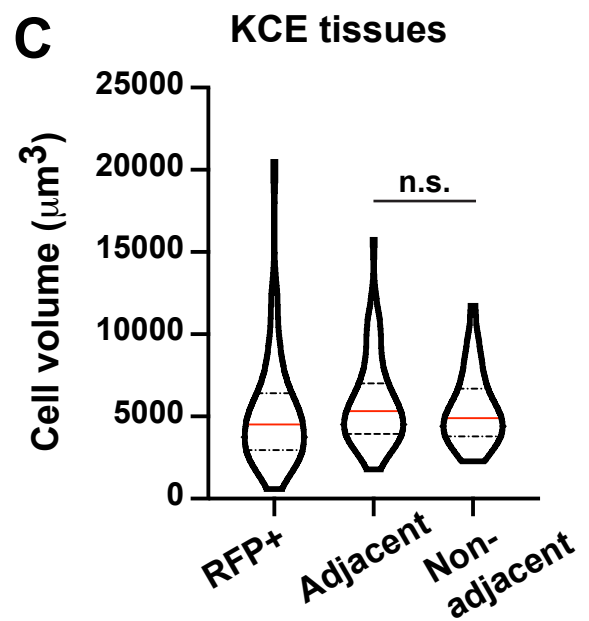 C
KCE tissues
Cell volume (μm3)
25000
20000
15000
10000
5000
0
n.s.
RFP+
Adjacent
Non-
adjacent